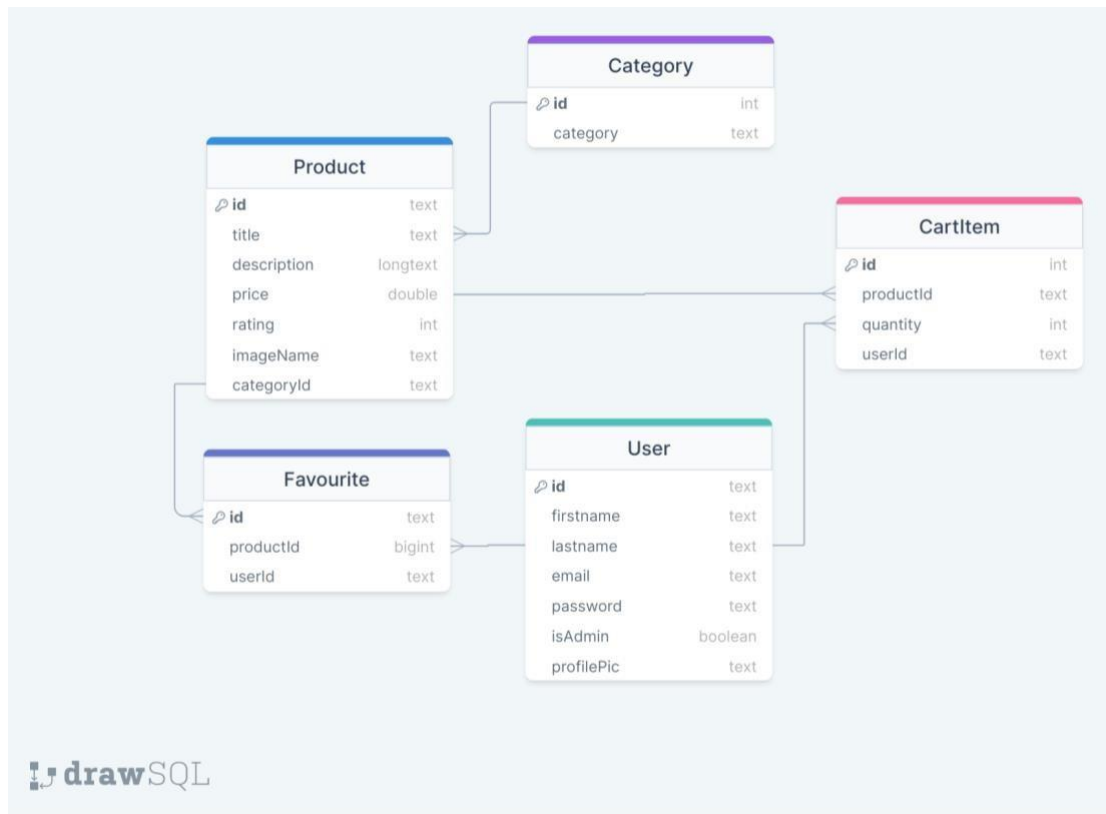 Category
id int
category text
Product
id text
title text
description longtext
price double
rating int
imageName text
categoryId text
CartItem
id int
productId text
quantity int
userId text
Favourite
id text
productId bigint
userId text
User
id text
firstname text
lastname text
email text
password text
isAdmin boolean
profilePic text
drawSQL